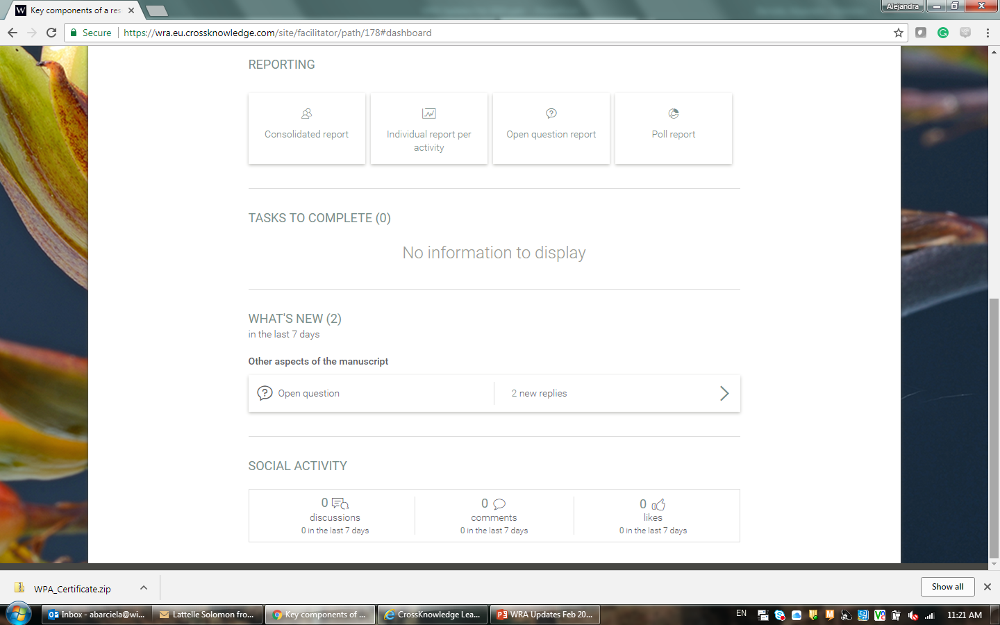 Key components of a res
Alejandra
Secure
https://wra.eu.crossknowledge.com/site/facilitator/path/178#dashboard
REPORTING
Consolidated report
Individual report per
activity
Open question report
Poll report
TASKS TO COMPLETE (0)
No information to display
WHAT'S NEW (2)
in the last 7 days
Other aspects of the manuscript
Open question
2 new replies
SOCIAL ACTIVITY
0
discussions
0 in the last 7 days
0
comments
0 in the last 7 days
0
likes
0 in the last 7 days
WPA_Certificate.zip
Show all
Inbox - abarciela@wi...
Lattelle Solomon fro...
Key components of ...
CrossKnowledge Lea...
WRA Updates Feb 20...
EN
11:21 AM